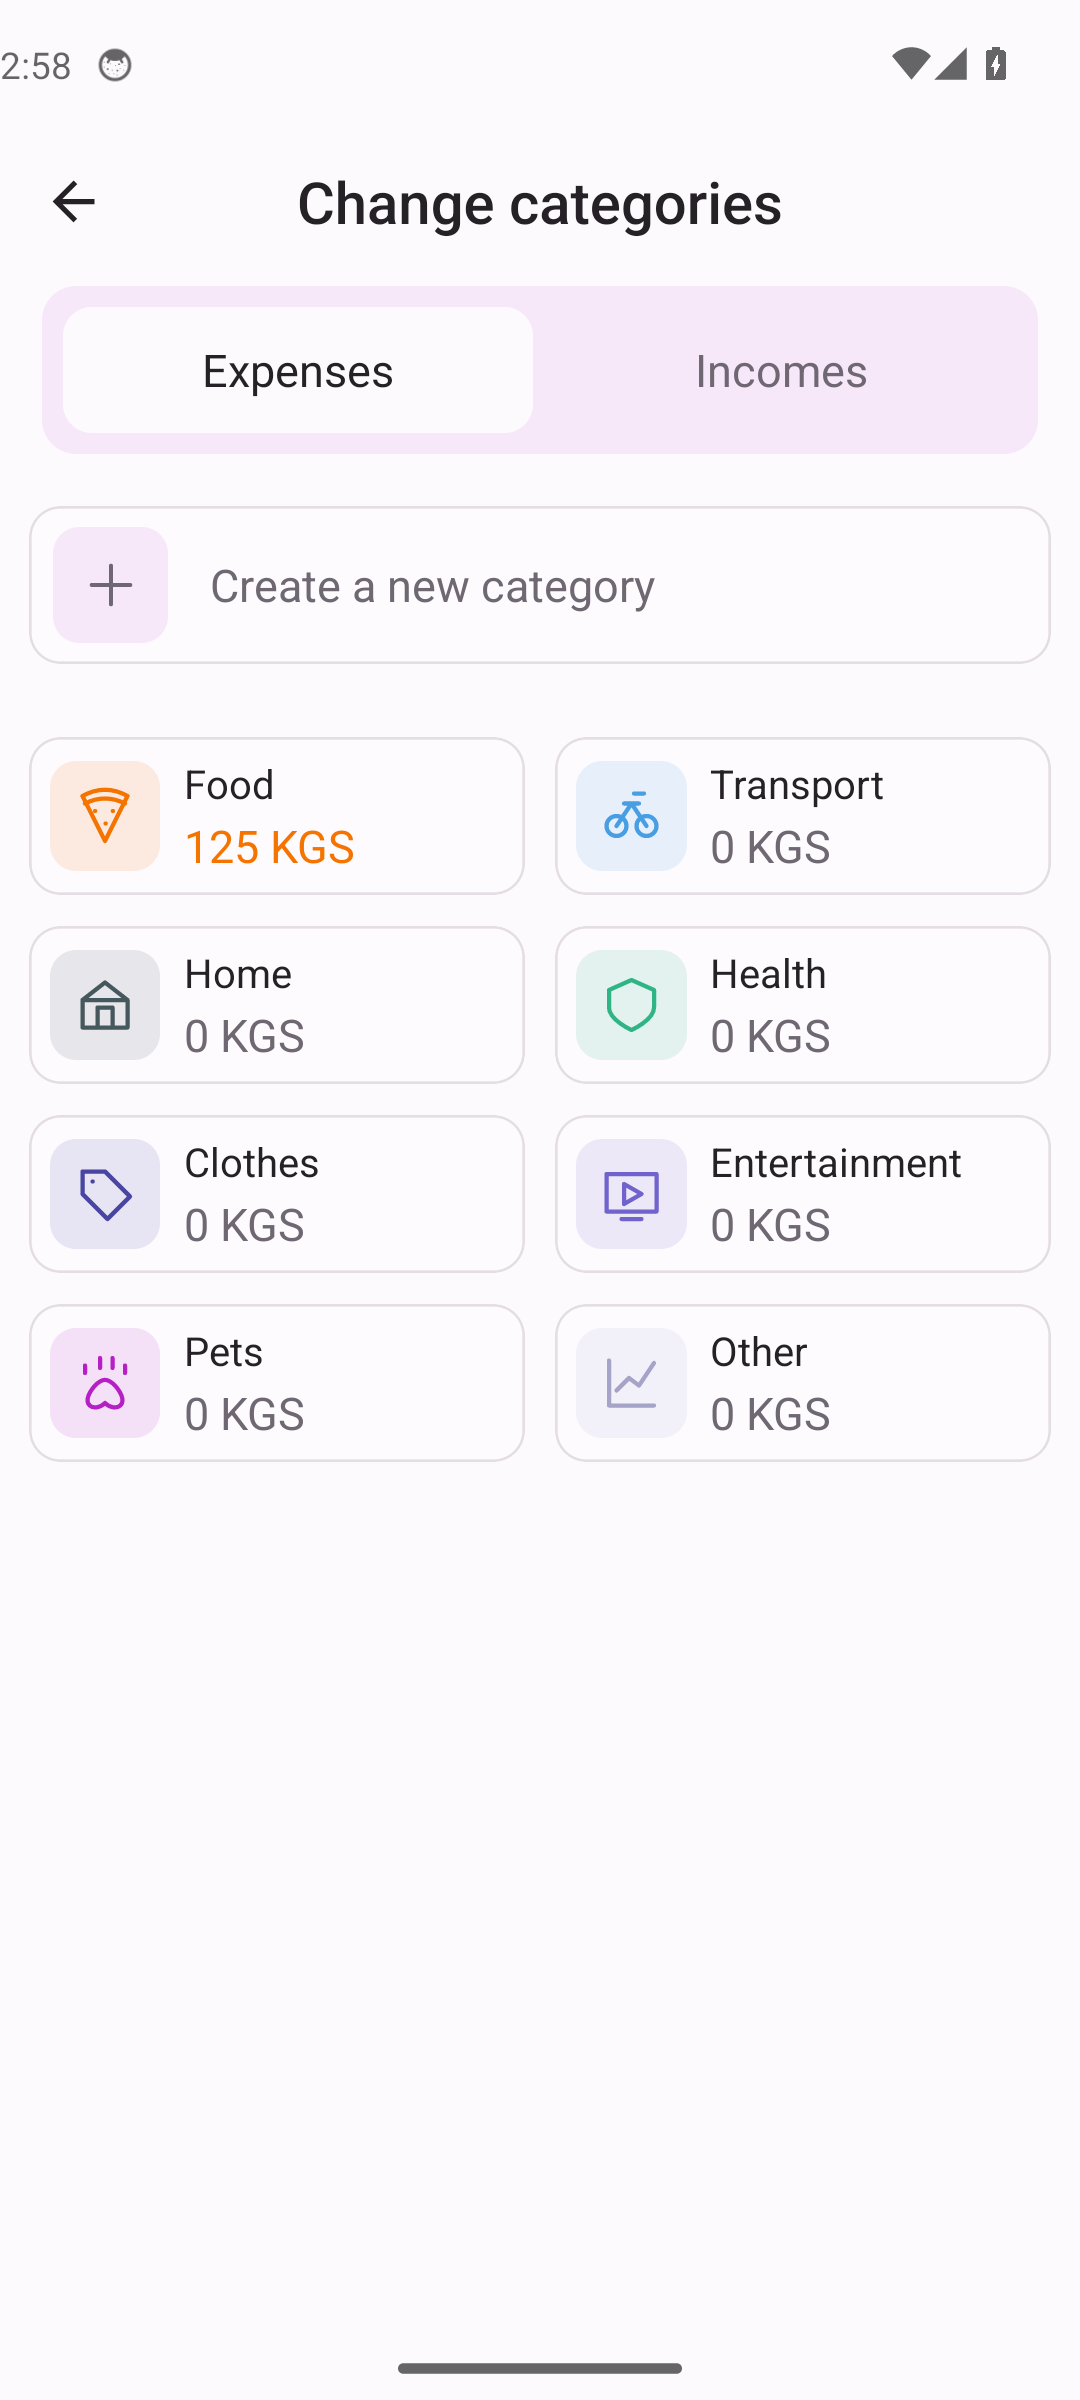 2:58
Change categories
Expenses
Incomes
Create a new category
Food
125 KGS
Transport
0 KGS
Home
0 KGS
Health
0 KGS
Clothes
0 KGS
Entertainment
0 KGS
Pets
0 KGS
Other
0 KGS